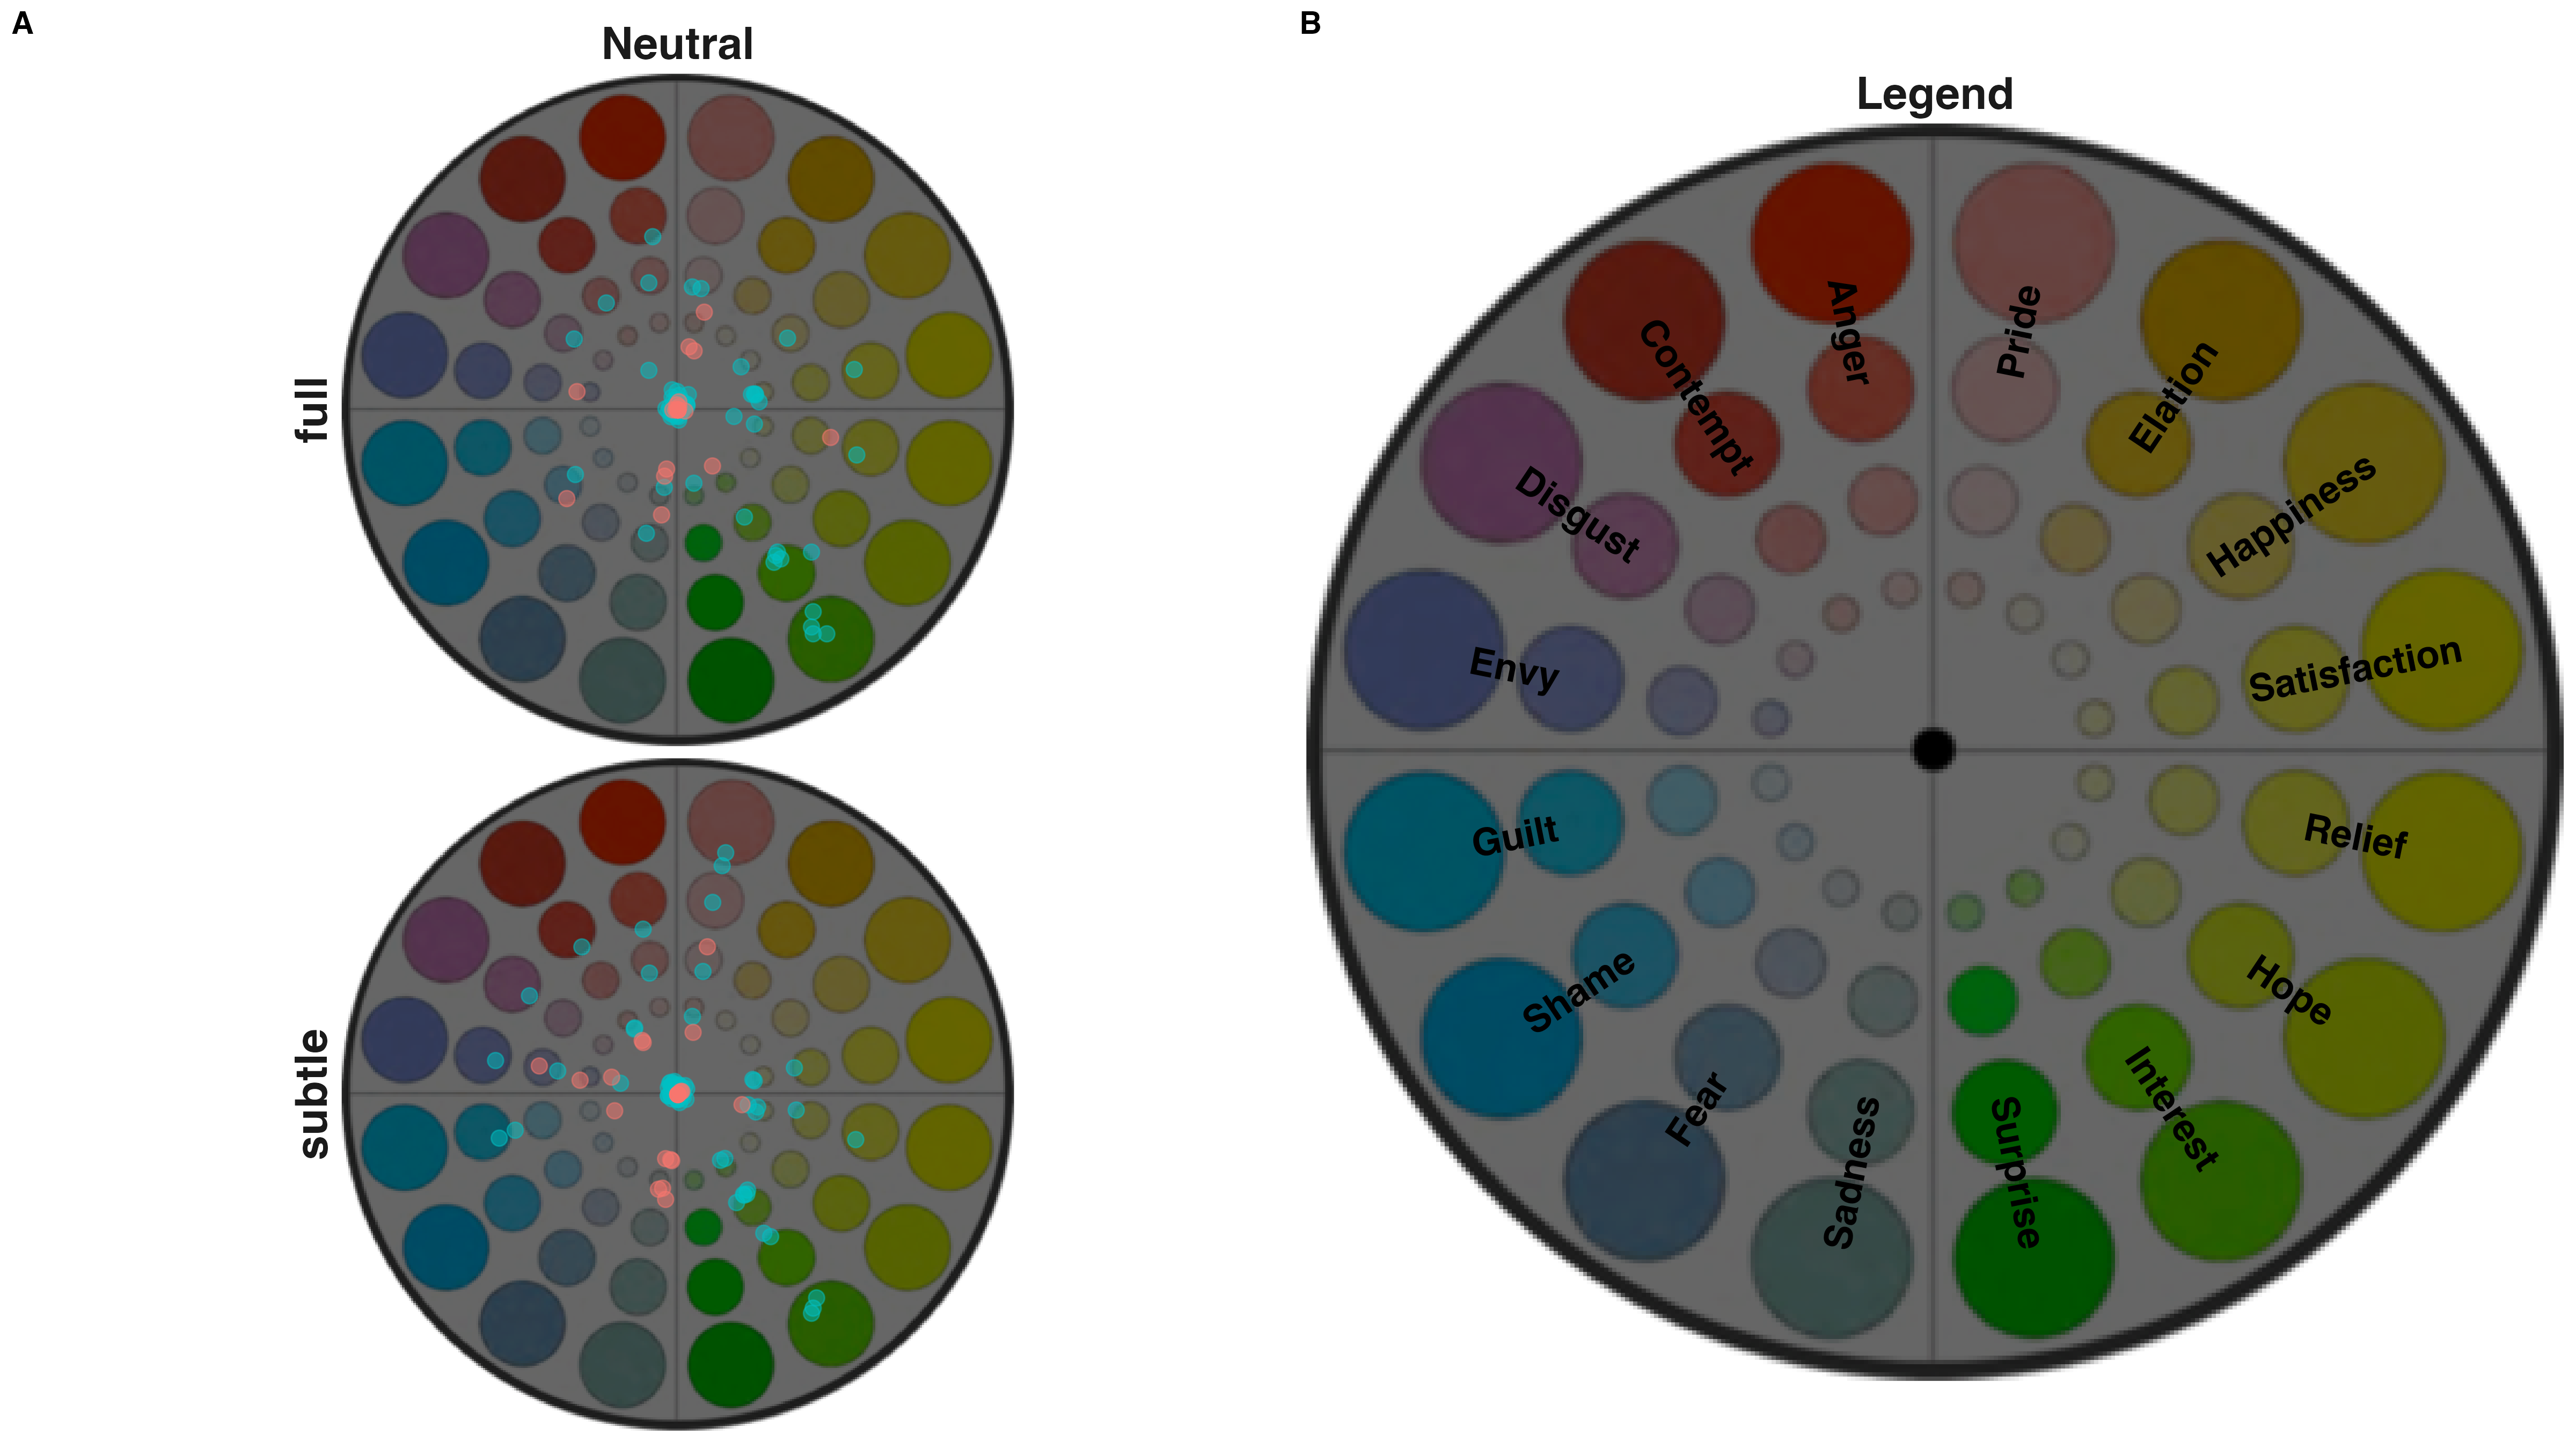 A
Neutral
full
subtle
B
Legend
Anger
Pride
Contempt
Elation
Disgust
Happiness
Envy
Satisfaction
Guilt
Relief
Shame
Hope
Fear
Interest
Sadness
Surprise